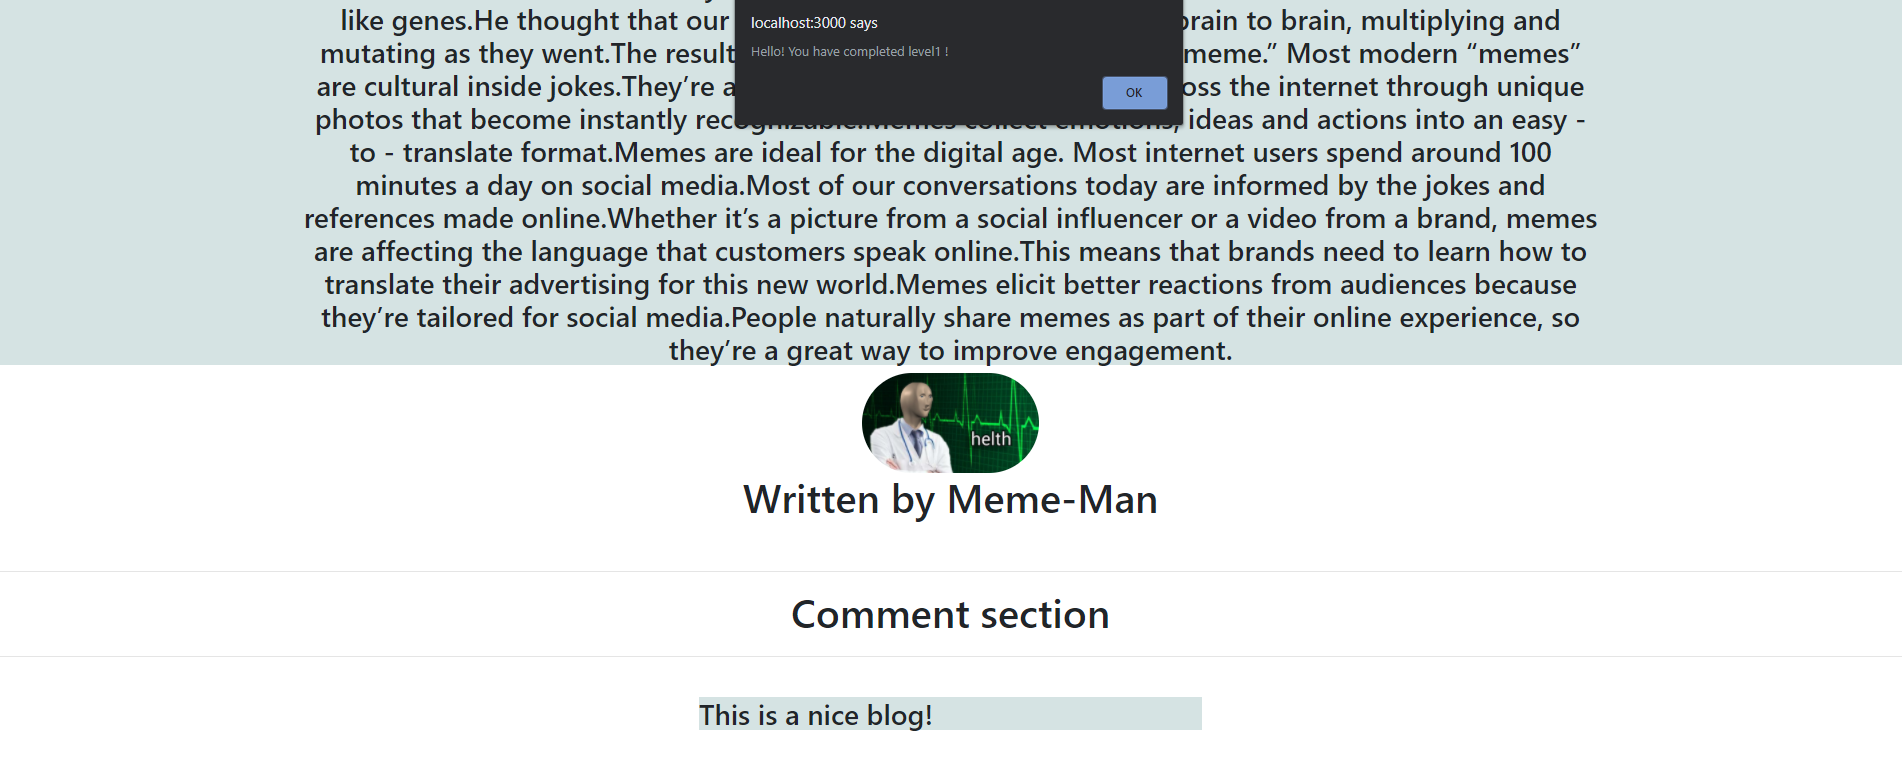 localhost:3000 says
Hello! You have completed level1 !
OK
like genes.He thought that our brain to brain, multiplying and
mutating as they went.The result meme.” Most modern “memes”
are cultural inside jokes.They’re the internet through unique
photos that become instantly recognizable.Memes collect emotions, ideas and actions into an easy -
to - translate format.Memes are ideal for the digital age. Most internet users spend around 100
minutes a day on social media.Most of our conversations today are informed by the jokes and
references made online.Whether it’s a picture from a social influencer or a video from a brand, memes
are affecting the language that customers speak online.This means that brands need to learn how to
translate their advertising for this new world.Memes elicit better reactions from audiences because
they’re tailored for social media.People naturally share memes as part of their online experience, so
they’re a great way to improve engagement.
helth
Written by Meme-Man
Comment section
This is a nice blog!